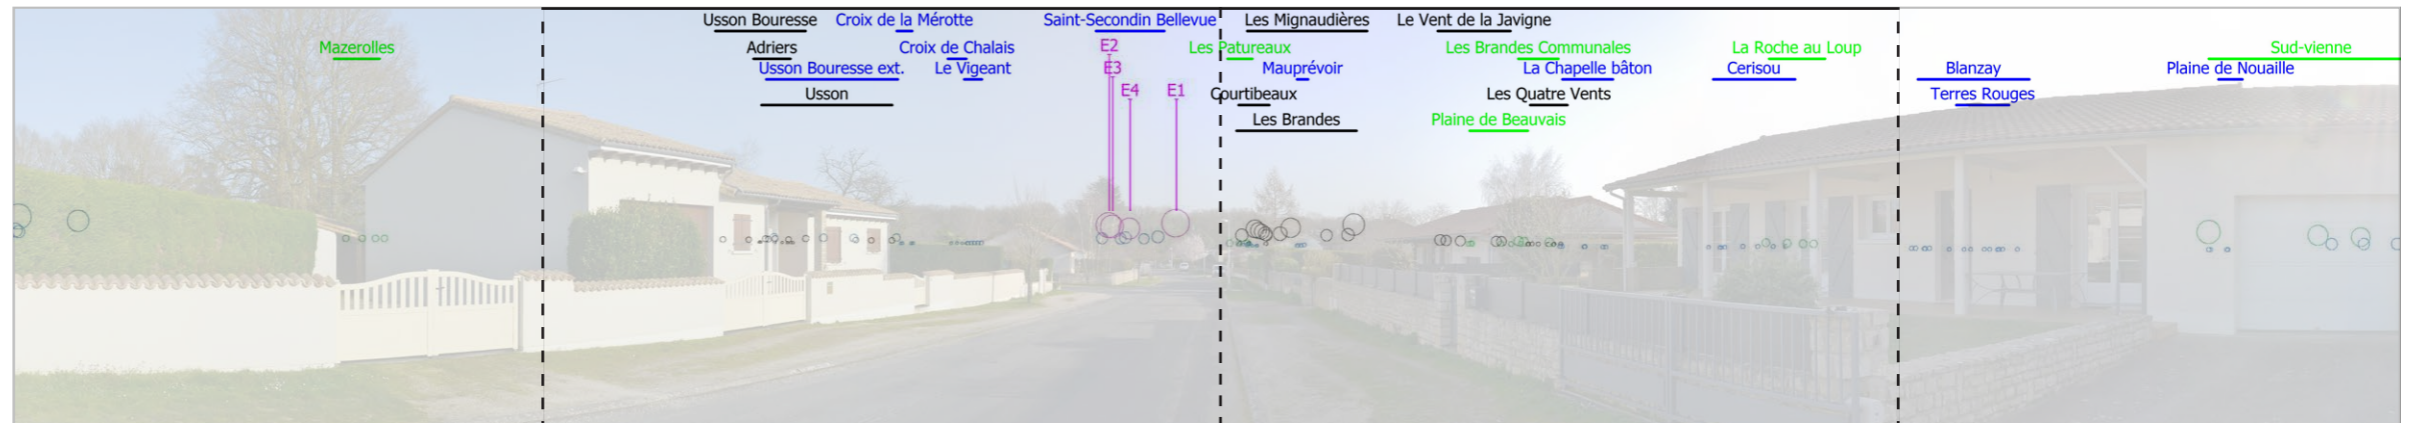 Usson Bouresse Croix de la Mérotte Saint-Secondin Bellevue Les Mignaudières Le Vent de la Javigne
Mazerolles Adriers Croix de Chalais E2 Les Patureaux Les Brandes Communales La Roche au Loup Sud-vienne
Usson Bouresse ext. Le Vigeant E3 Mauprévoir La Chapelle bâton Cerisou Blanzay Plaine de Nouaille
Usson E4 E1 Courtibeaux Les Quatre Vents Terres Rouges
Les Brandes Plaine de Beauvais